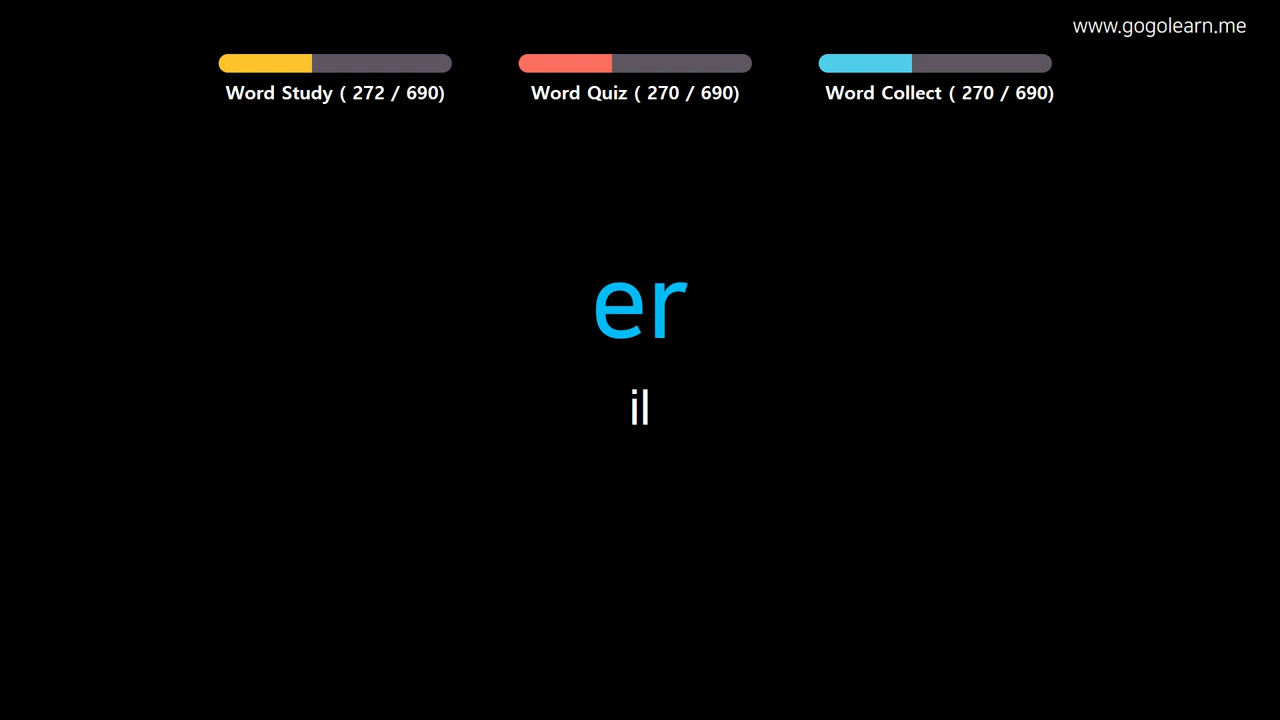 www.gogolearn.me
Word Study ( 272 / 690)
Word Quiz ( 270 / 690)
Word Collect ( 270 / 690)
er
il